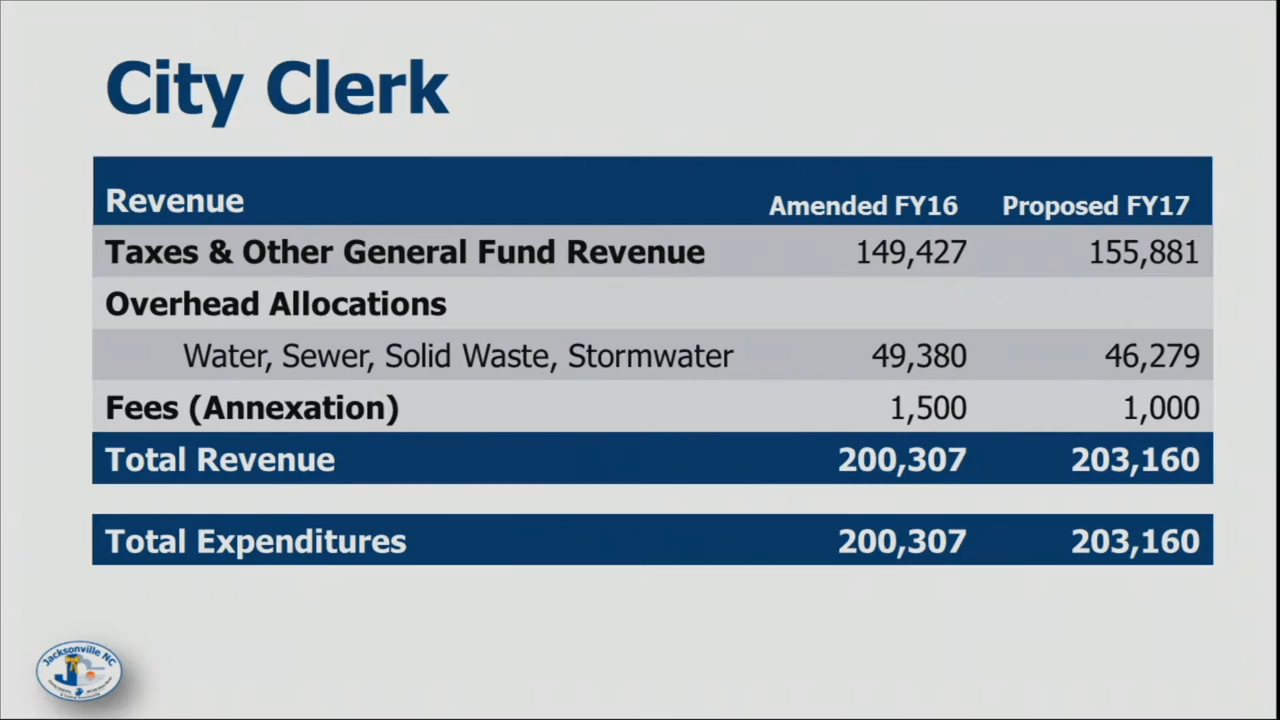 City Clerk
Revenue Amended FY16 Proposed FY17
Taxes & Other General Fund Revenue 149,427 155,881
Overhead Allocations
Water, Sewer, Solid Waste, Stormwater 49,380 46,279
Fees (Annexation) 1,500 1,000
Total Revenue 200,307 203,160
Total Expenditures 200,307 203,160
Jacksonville NC